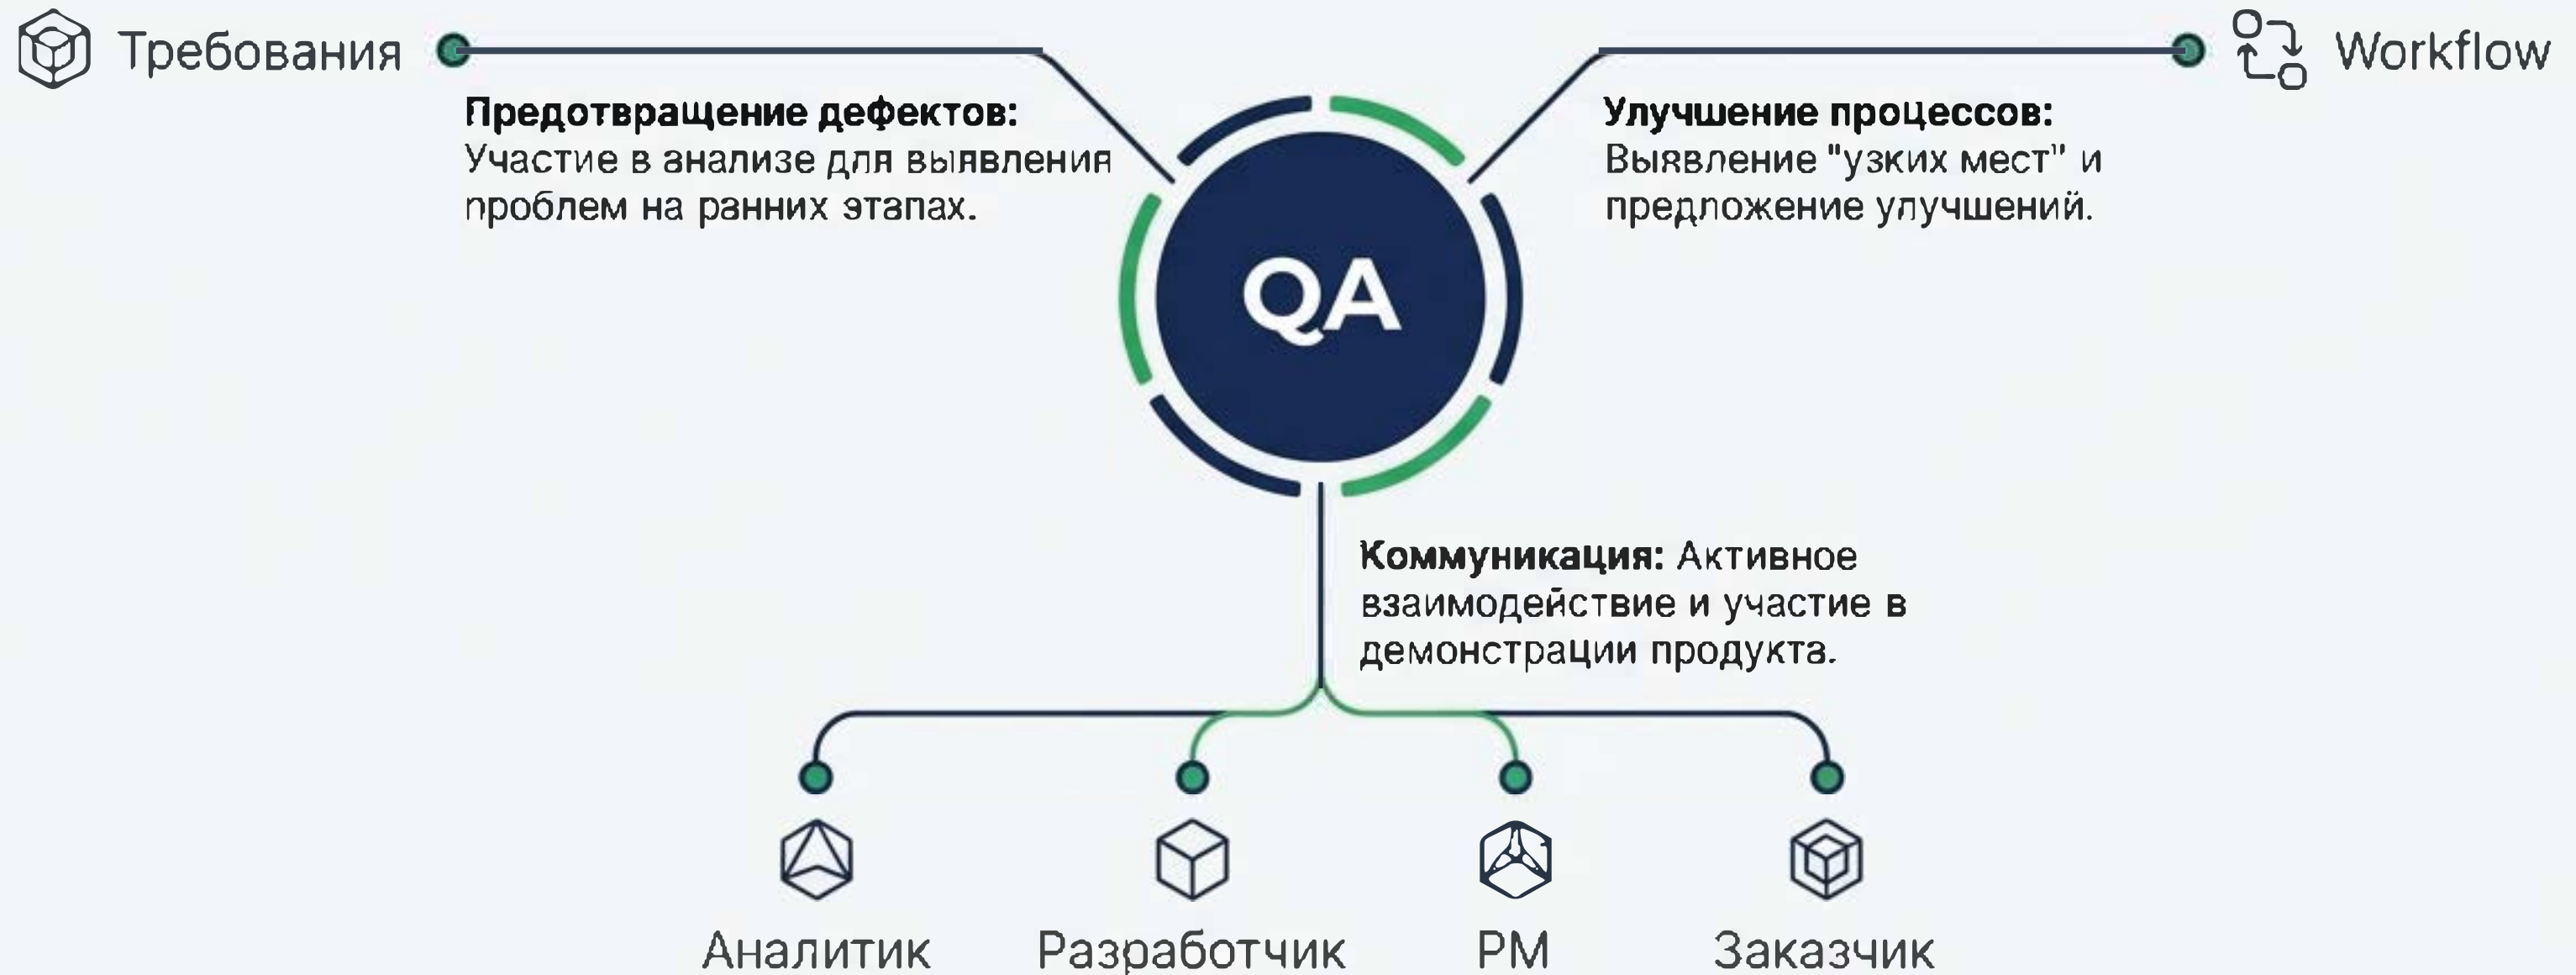 Требования
Workflow
Предотвращение дефектов:
Участие в анализе для выявления
проблем на ранних этапах.
Улучшение процессов:
Выявление "узких мест" и
предложение улучшений.
QA
Коммуникация: Активное
взаимодействие и участие в
демонстрации продукта.
Аналитик
Разработчик
PM
Заказчик